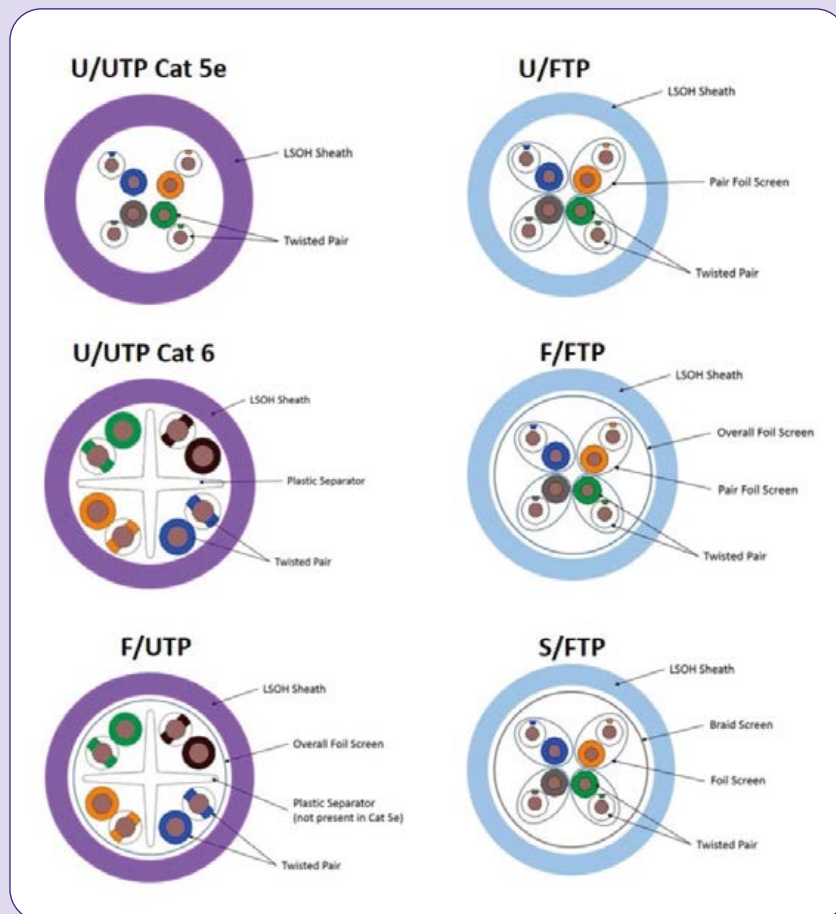 U/UTP Cat 5e
LSOH Sheath
Twisted Pair
U/FTP
LSOH Sheath
Pair Foil Screen
Twisted Pair
U/UTP Cat 6
LSOH Sheath
Plastic Separator
Twisted Pair
F/FTP
LSOH Sheath
Overall Foil Screen
Pair Foil Screen
Twisted Pair
F/UTP
LSOH Sheath
Overall Foil Screen
Plastic Separator
(not present in Cat 5e)
Twisted Pair
S/FTP
LSOH Sheath
Braid Screen
Foil Screen
Twisted Pair